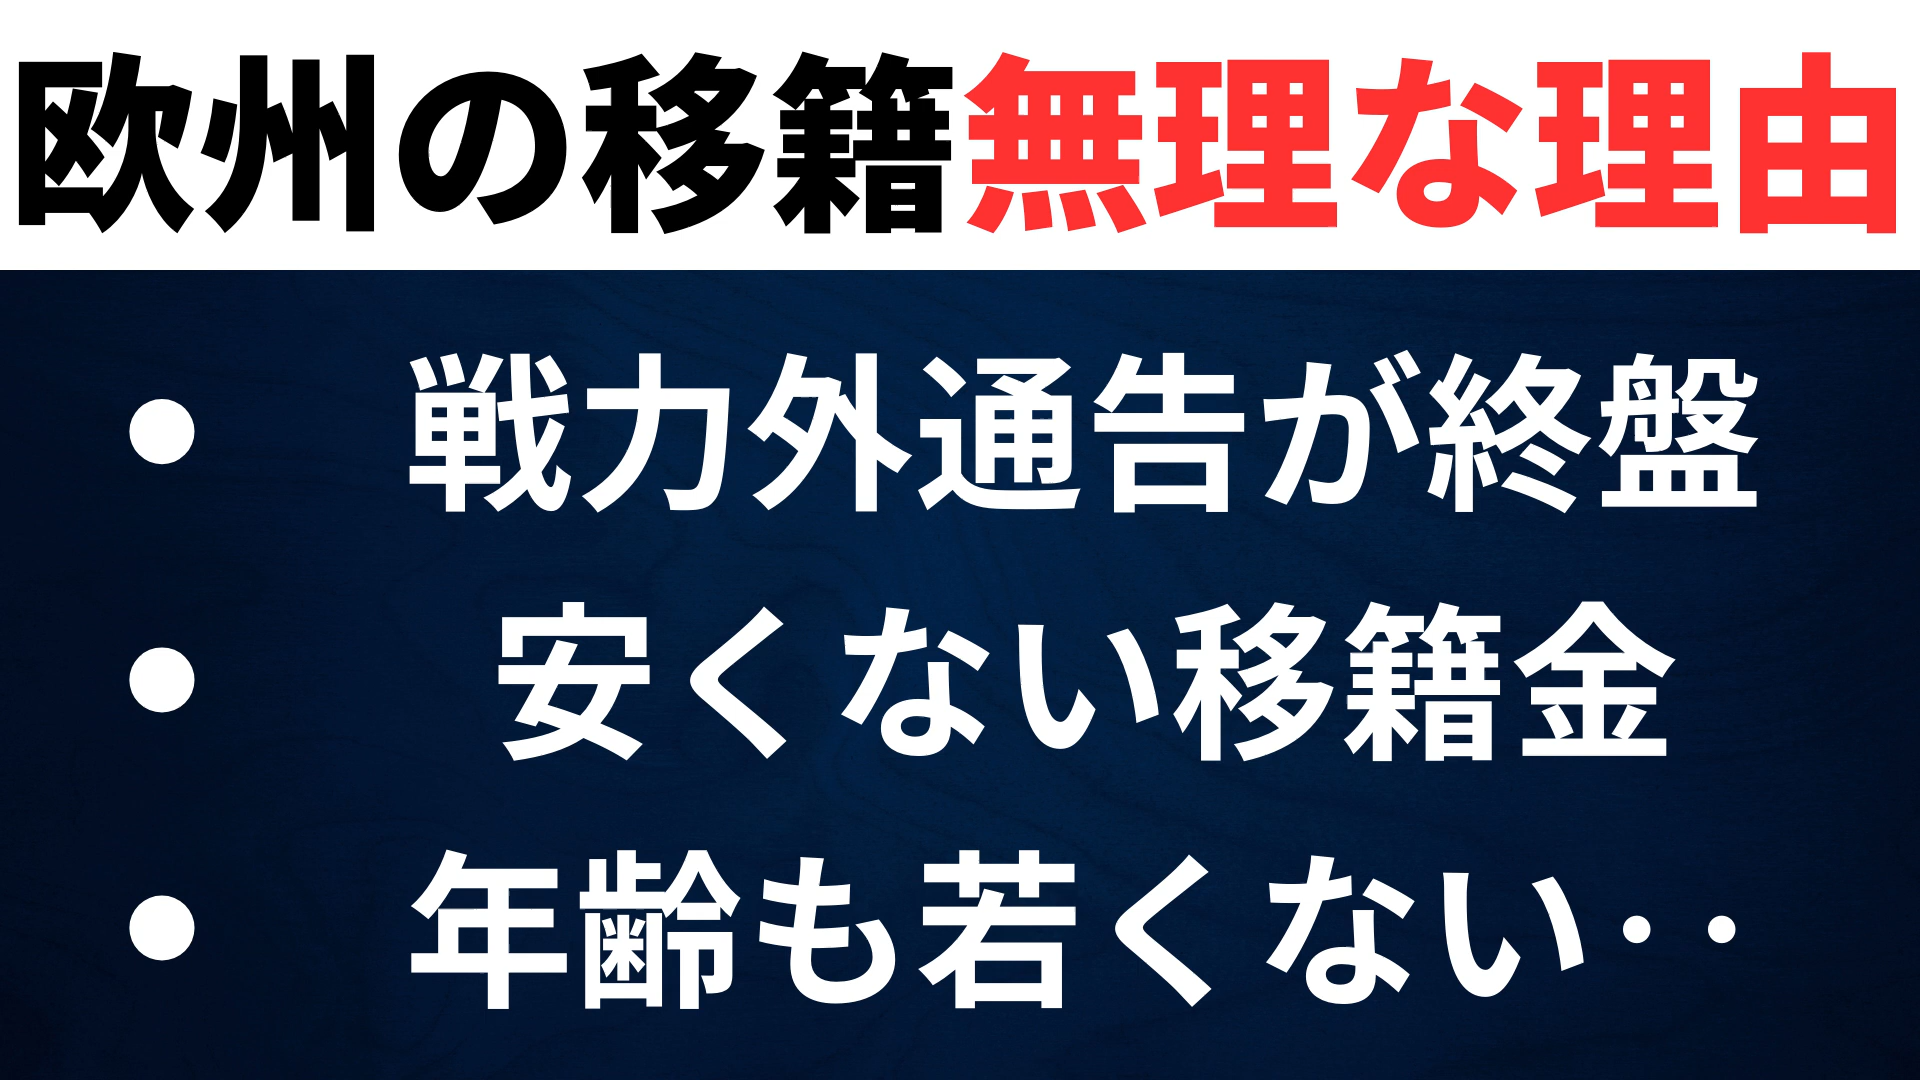 欧州の移籍無理な理由
• 戦力外通告が終盤
• 安くない移籍金
• 年齢も若くない・・